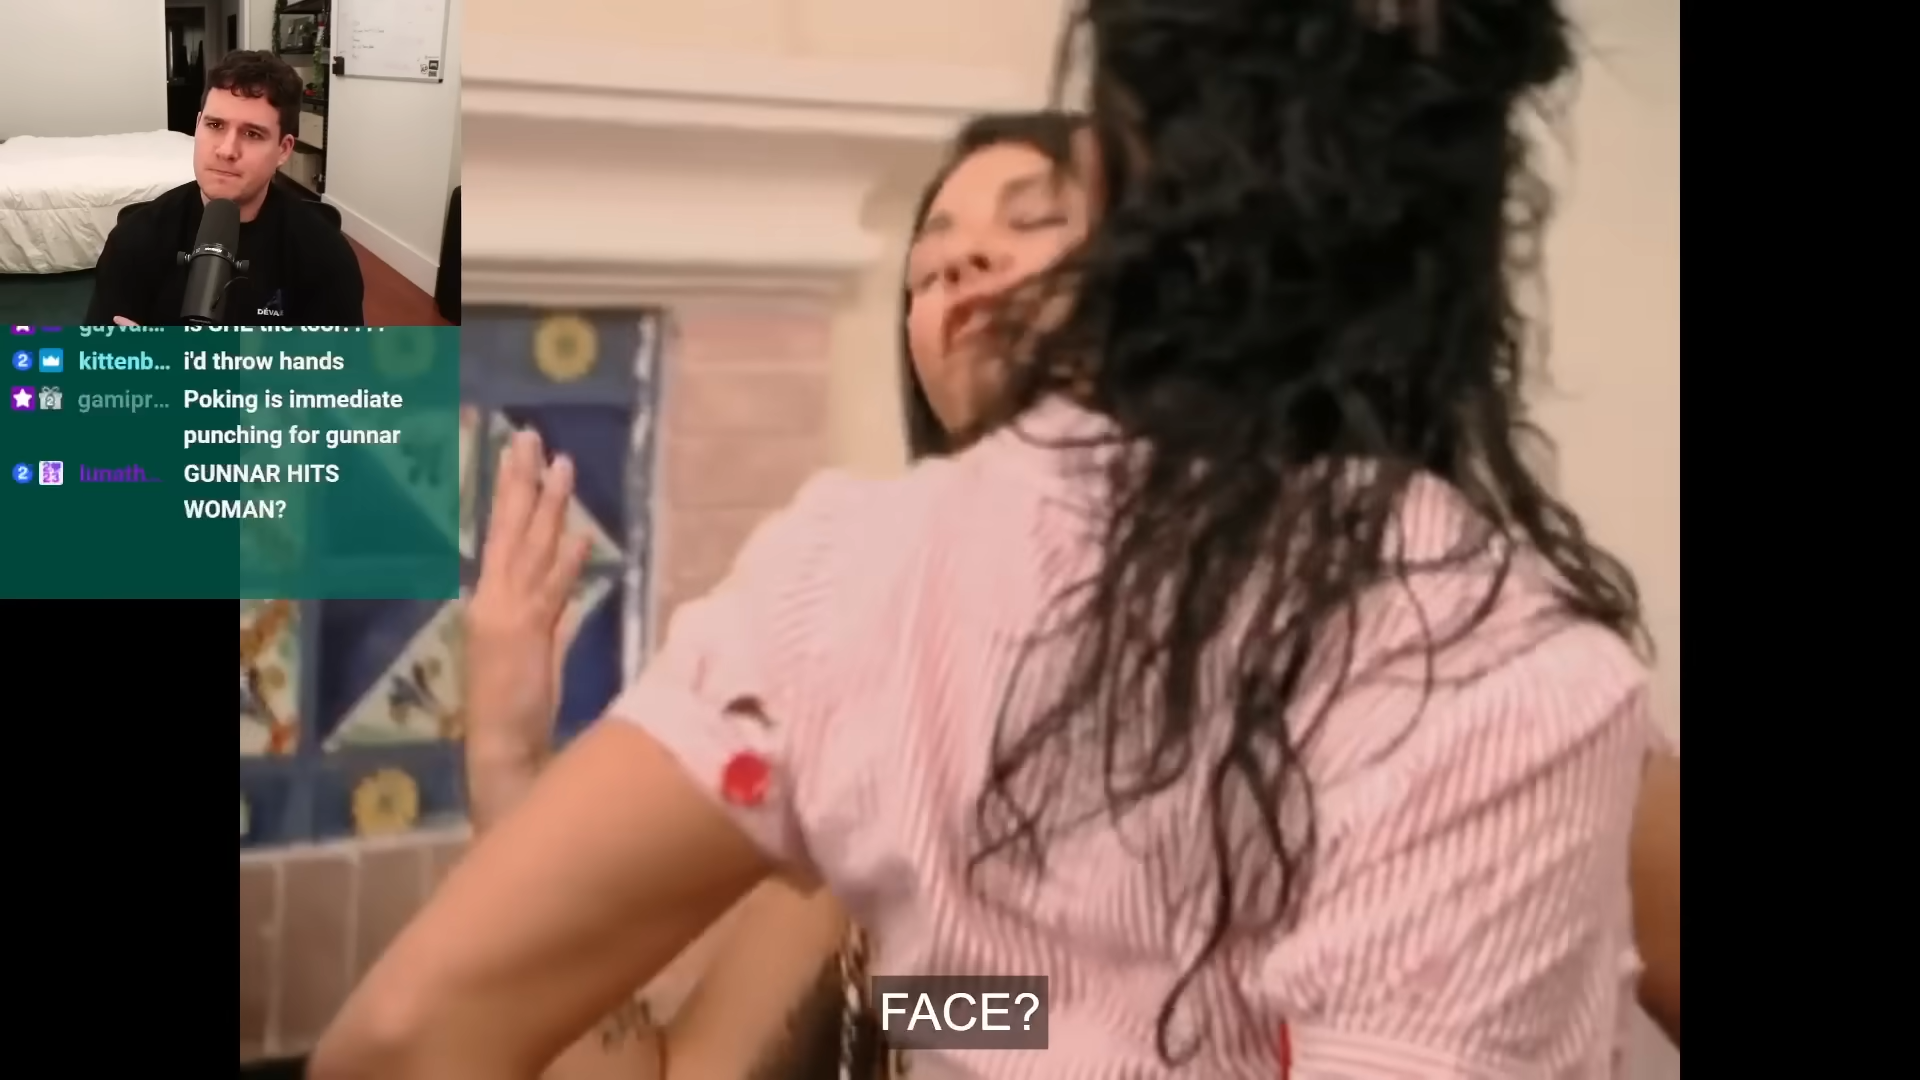 kittenb... i'd throw hands
gamipr... Poking is immediate
punching for gunnar
lunath... GUNNAR HITS
WOMAN?
FACE?